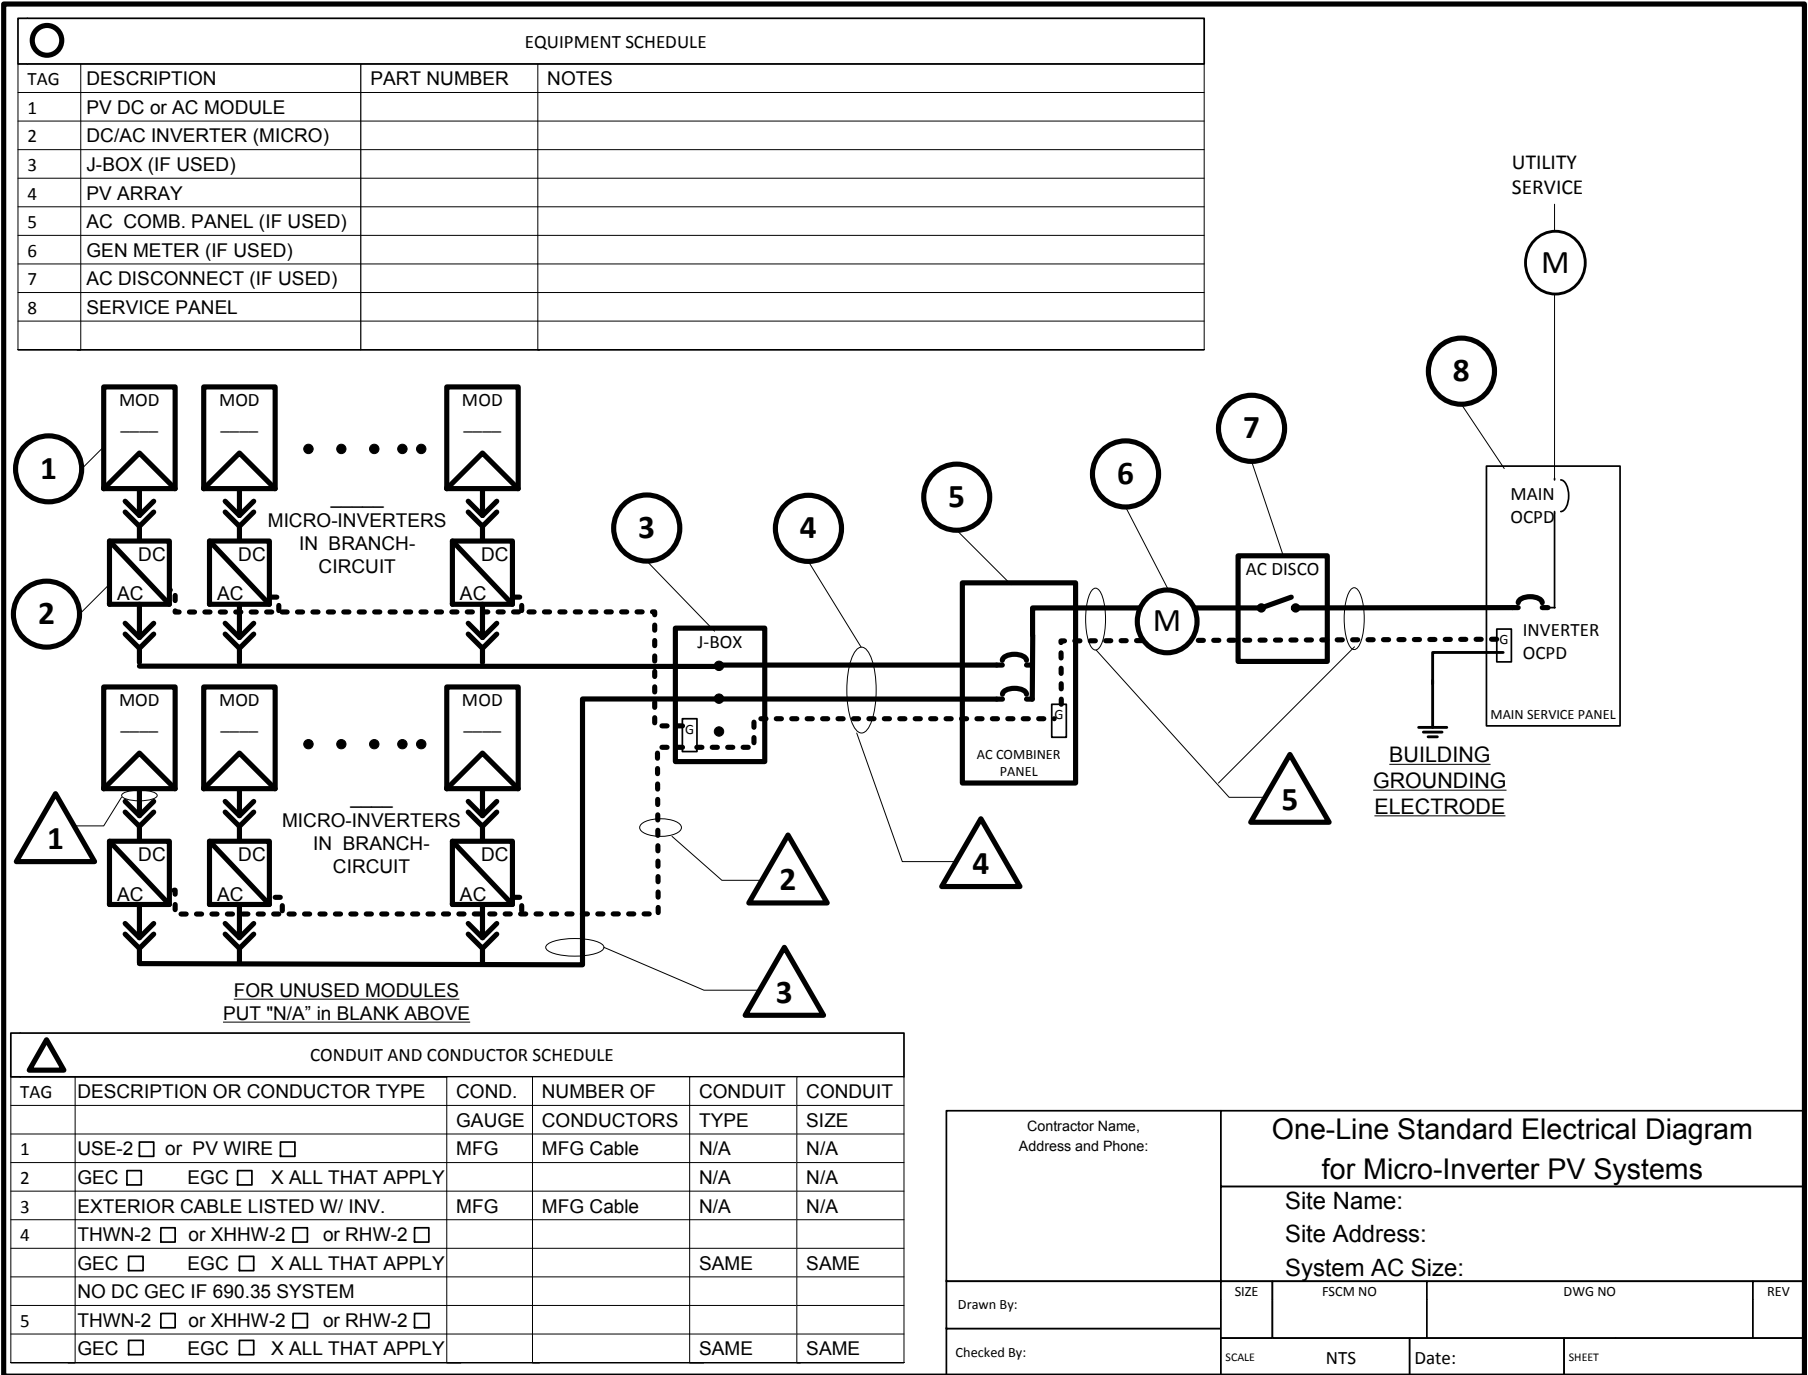 EQUIPMENT SCHEDULE
TAG DESCRIPTION PART NUMBER NOTES
1 PV DC or AC MODULE
2 DC/AC INVERTER (MICRO)
3 J-BOX (IF USED)
4 PV ARRAY
5 AC COMB. PANEL (IF USED)
6 GEN METER (IF USED)
7 AC DISCONNECT (IF USED)
8 SERVICE PANEL
UTILITY
SERVICE
M
8
MOD MOD MOD
1
MICRO-INVERTERS
IN BRANCH-
CIRCUIT
DC DC DC
AC AC AC
2
3
4
5
6
7
J-BOX
G
AC COMBINER
PANEL
G
M
AC DISCO
MAIN
OCPD
INVERTER
OCPD
G
MAIN SERVICE PANEL
BUILDING
GROUNDING
ELECTRODE
MOD MOD MOD
1
MICRO-INVERTERS
IN BRANCH-
CIRCUIT
DC DC DC
AC AC AC
2
3
4
5
FOR UNUSED MODULES
PUT "N/A” in BLANK ABOVE
CONDUIT AND CONDUCTOR SCHEDULE
TAG DESCRIPTION OR CONDUCTOR TYPE COND. NUMBER OF CONDUIT CONDUIT
GAUGE CONDUCTORS TYPE SIZE
1 USE-2 ☐ or PV WIRE ☐ MFG MFG Cable N/A N/A
2 GEC ☐ EGC ☐ X ALL THAT APPLY N/A N/A
3 EXTERIOR CABLE LISTED W/ INV. MFG MFG Cable N/A N/A
4 THWN-2 ☐ or XHHW-2 ☐ or RHW-2 ☐
GEC ☐ EGC ☐ X ALL THAT APPLY SAME SAME
NO DC GEC IF 690.35 SYSTEM
5 THWN-2 ☐ or XHHW-2 ☐ or RHW-2 ☐
GEC ☐ EGC ☐ X ALL THAT APPLY SAME SAME
Contractor Name,
Address and Phone:
Drawn By:
Checked By:
One-Line Standard Electrical Diagram
for Micro-Inverter PV Systems
Site Name:
Site Address:
System AC Size:
SIZE FSCM NO DWG NO REV
SCALE NTS Date: SHEET